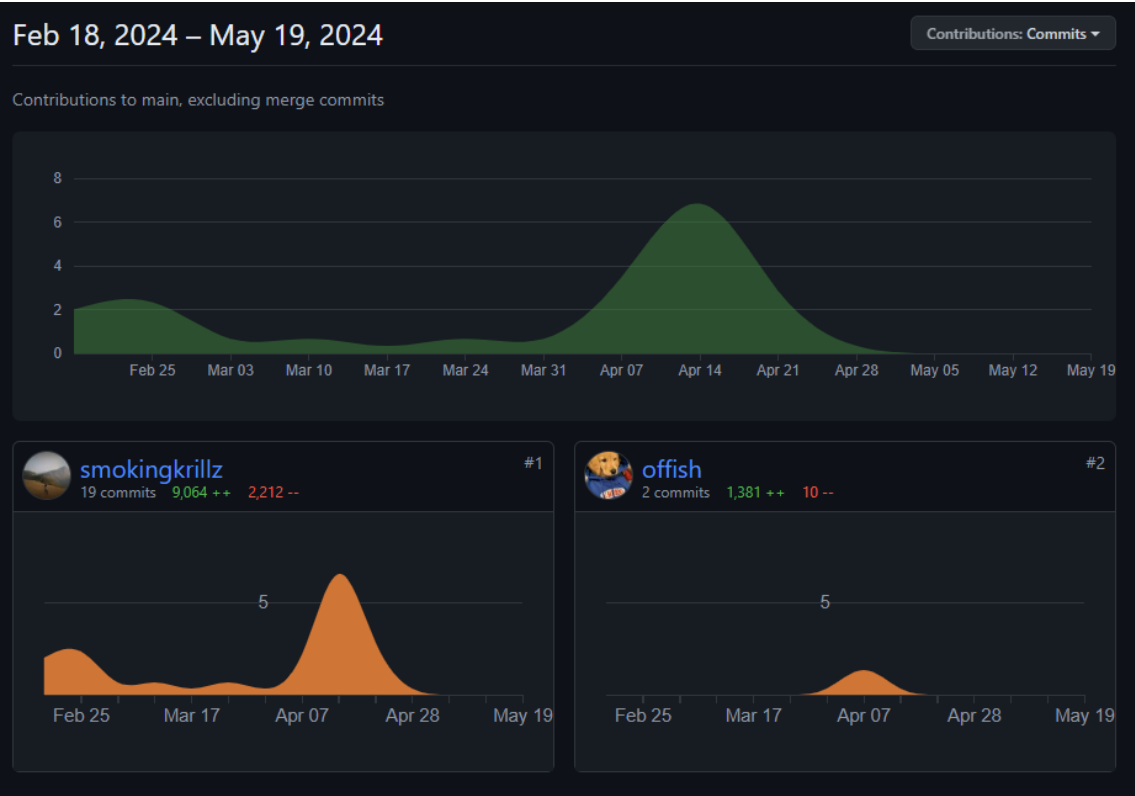 Feb 18, 2024 – May 19, 2024
Contributions: Commits
Contributions to main, excluding merge commits
8
6
4
2
0
Feb 25 Mar 03 Mar 10 Mar 17 Mar 24 Mar 31 Apr 07 Apr 14 Apr 21 Apr 28 May 05 May 12 May 19
smokingkrillz #1
19 commits 9,064 ++ 2,212 --
5
Feb 25 Mar 17 Apr 07 Apr 28 May 19
offish #2
2 commits 1,381 ++ 10 --
5
Feb 25 Mar 17 Apr 07 Apr 28 May 19